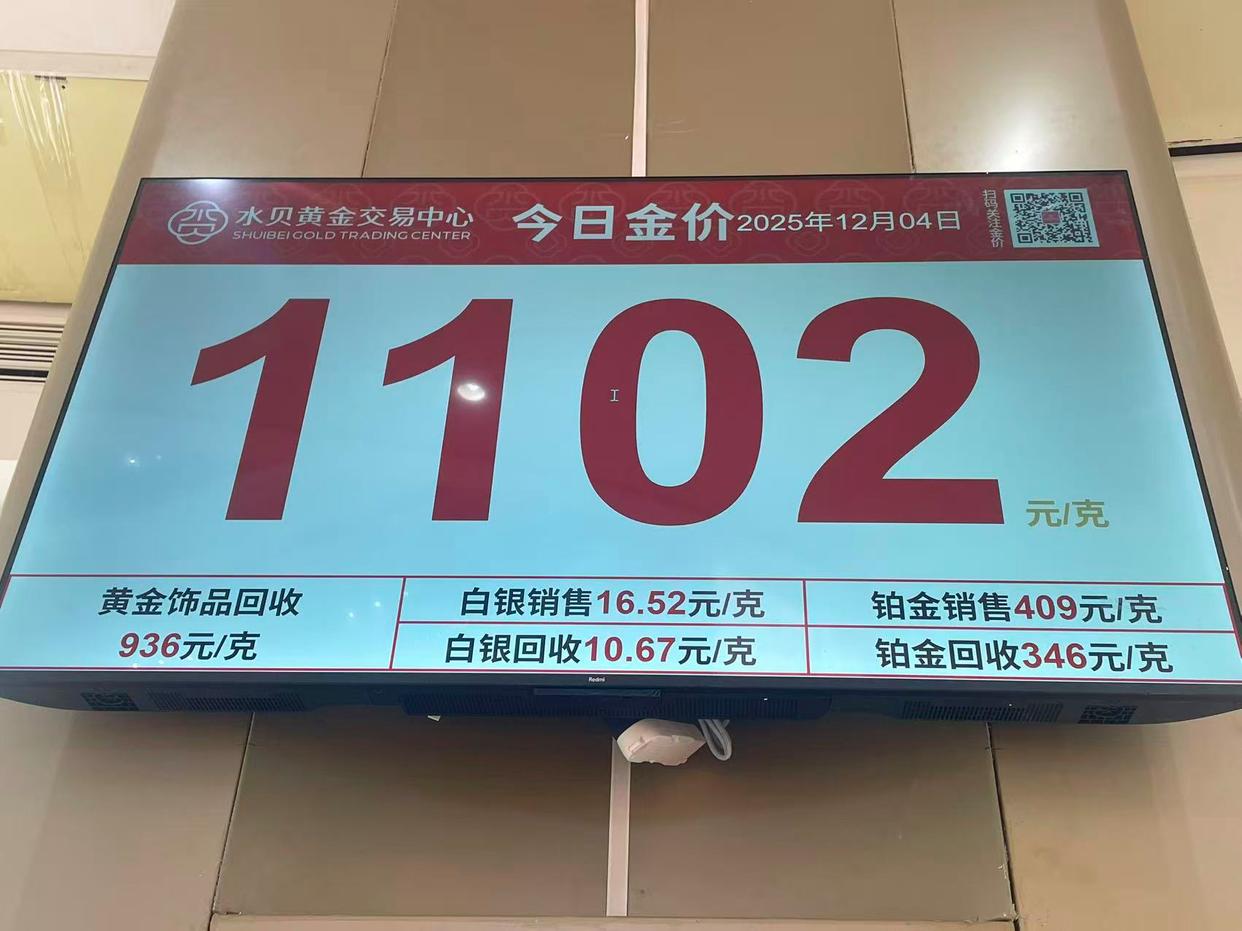 水贝黄金交易中心
SHUIBEI GOLD TRADING CENTER
今日金价2025年12月04日
扫码关注金价
1102
元/克
黄金饰品回收
936元/克
白银销售16.52元/克
白银回收10.67元/克
铂金销售409元/克
铂金回收346元/克
Redmi